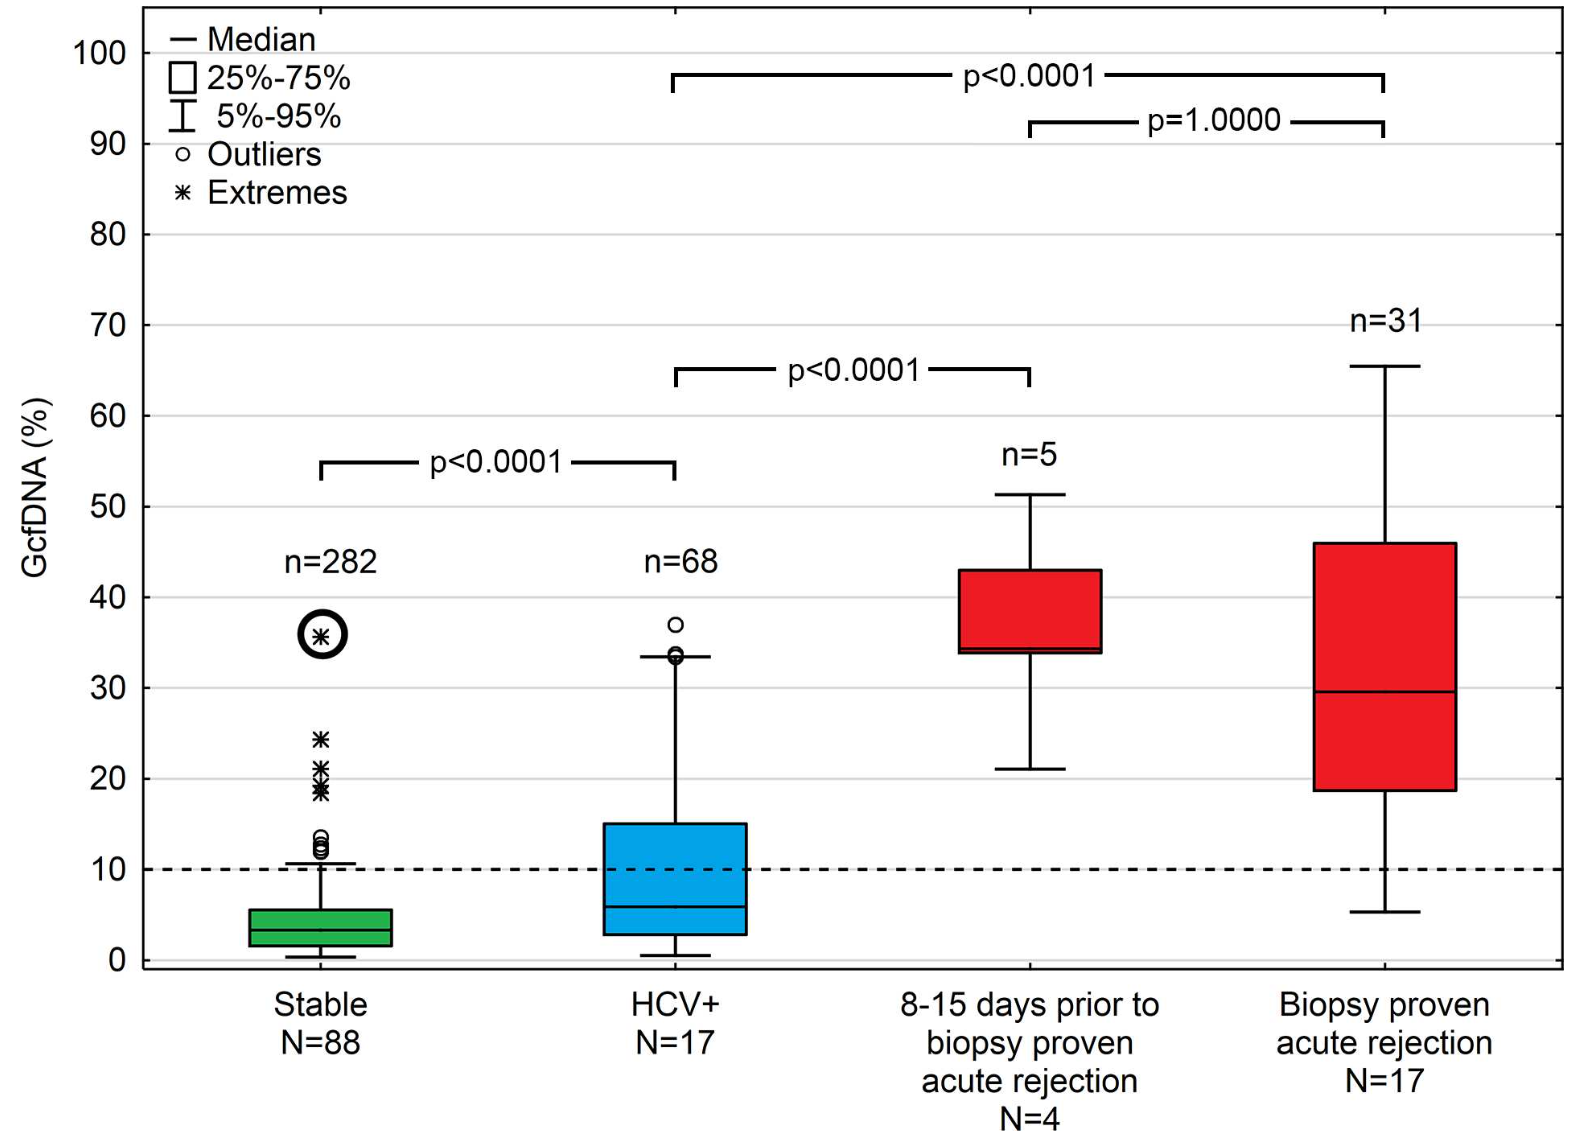 Median
25%-75%
5%-95%
Outliers
Extremes
100
90
80
70
60
50
40
30
20
10
0
GcfDNA (%)
p<0.0001
p=1.0000
n=31
p<0.0001
n=5
p<0.0001
n=282
n=68
Stable
N=88
HCV+
N=17
8-15 days prior to
biopsy proven
acute rejection
N=4
Biopsy proven
acute rejection
N=17